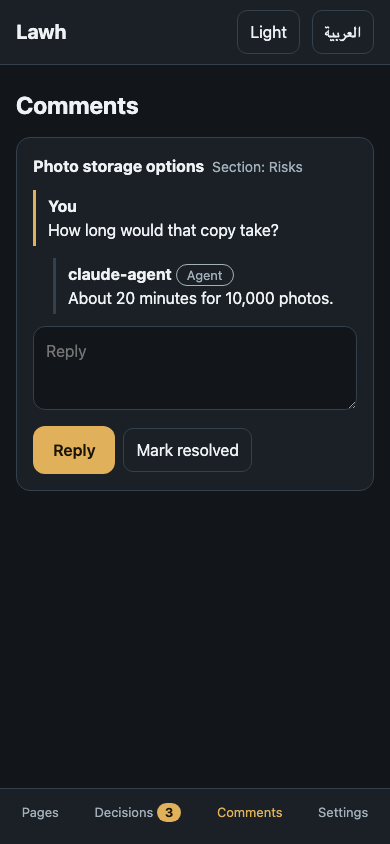 Lawh
Light
العربية
Comments
Photo storage options Section: Risks
You
How long would that copy take?
claude-agent Agent
About 20 minutes for 10,000 photos.
Reply
Reply
Mark resolved
Pages
Decisions 3
Comments
Settings